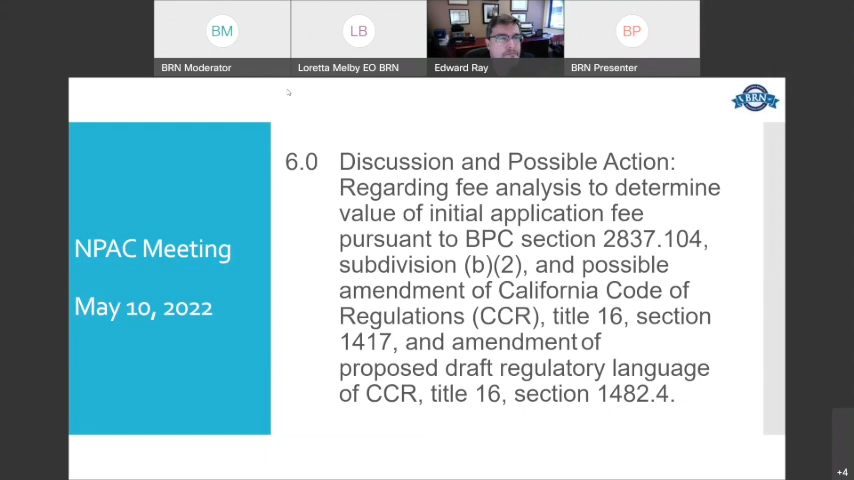 BM
LB
BP
BRN Moderator
Loretta Melby EO BRN
Edward Ray
BRN Presenter
BRN
NPAC Meeting
May 10, 2022
6.0 Discussion and Possible Action:
Regarding fee analysis to determine
value of initial application fee
pursuant to BPC section 2837.104,
subdivision (b)(2), and possible
amendment of California Code of
Regulations (CCR), title 16, section
1417, and amendment of
proposed draft regulatory language
of CCR, title 16, section 1482.4.
+4